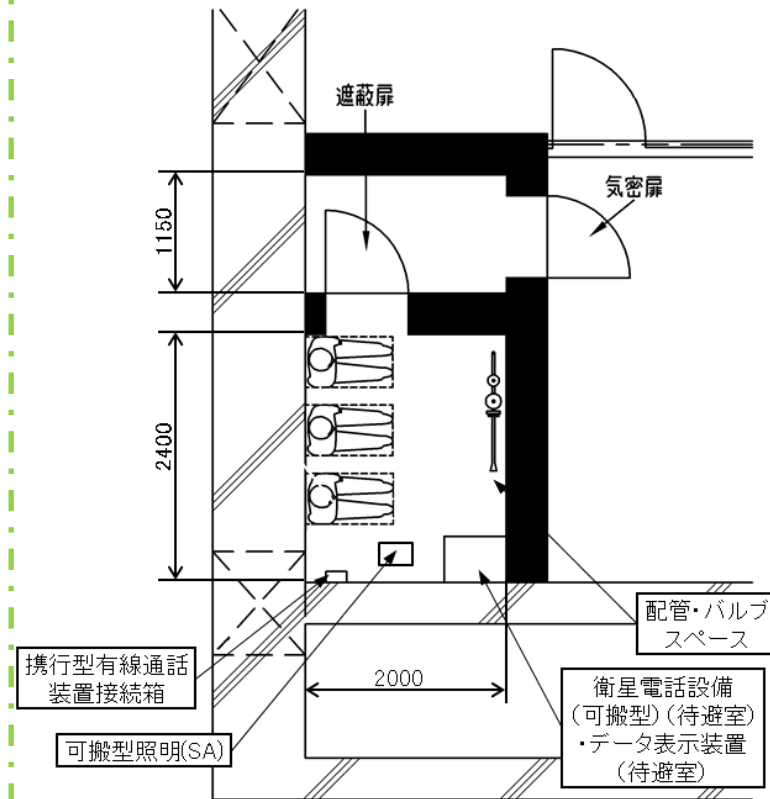 遮蔽扉
気密扉
1150
2400
2000
配管・バルブ
スペース
携行型有線通話
装置接続箱
可搬型照明(SA)
衛星電話設備
(可搬型)(待避室)
・データ表示装置
(待避室)